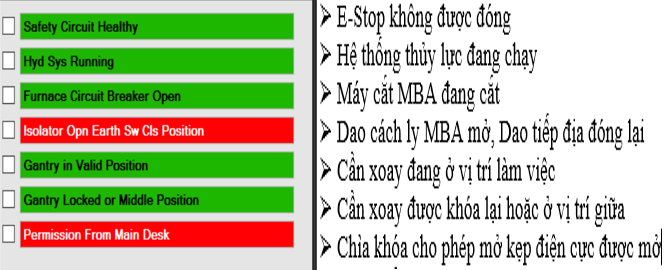 Safety Circuit Healthy
Hyd Sys Running
Furnace Circuit Breaker Open
Isolator Opn Earth Sw Cls Position
Gantry in Valid Position
Gantry Locked or Middle Position
Permission From Main Desk
➢ E-Stop không được đóng
➢ Hệ thống thủy lực đang chạy
➢ Máy cắt MBA đang cắt
➢ Dao cách ly MBA mở, Dao tiếp địa đóng lại
➢ Cần xoay đang ở vị trí làm việc
➢ Cần xoay được khóa lại hoặc ở vị trí giữa
➢ Chìa khóa cho phép mở kẹp điện cực được mở